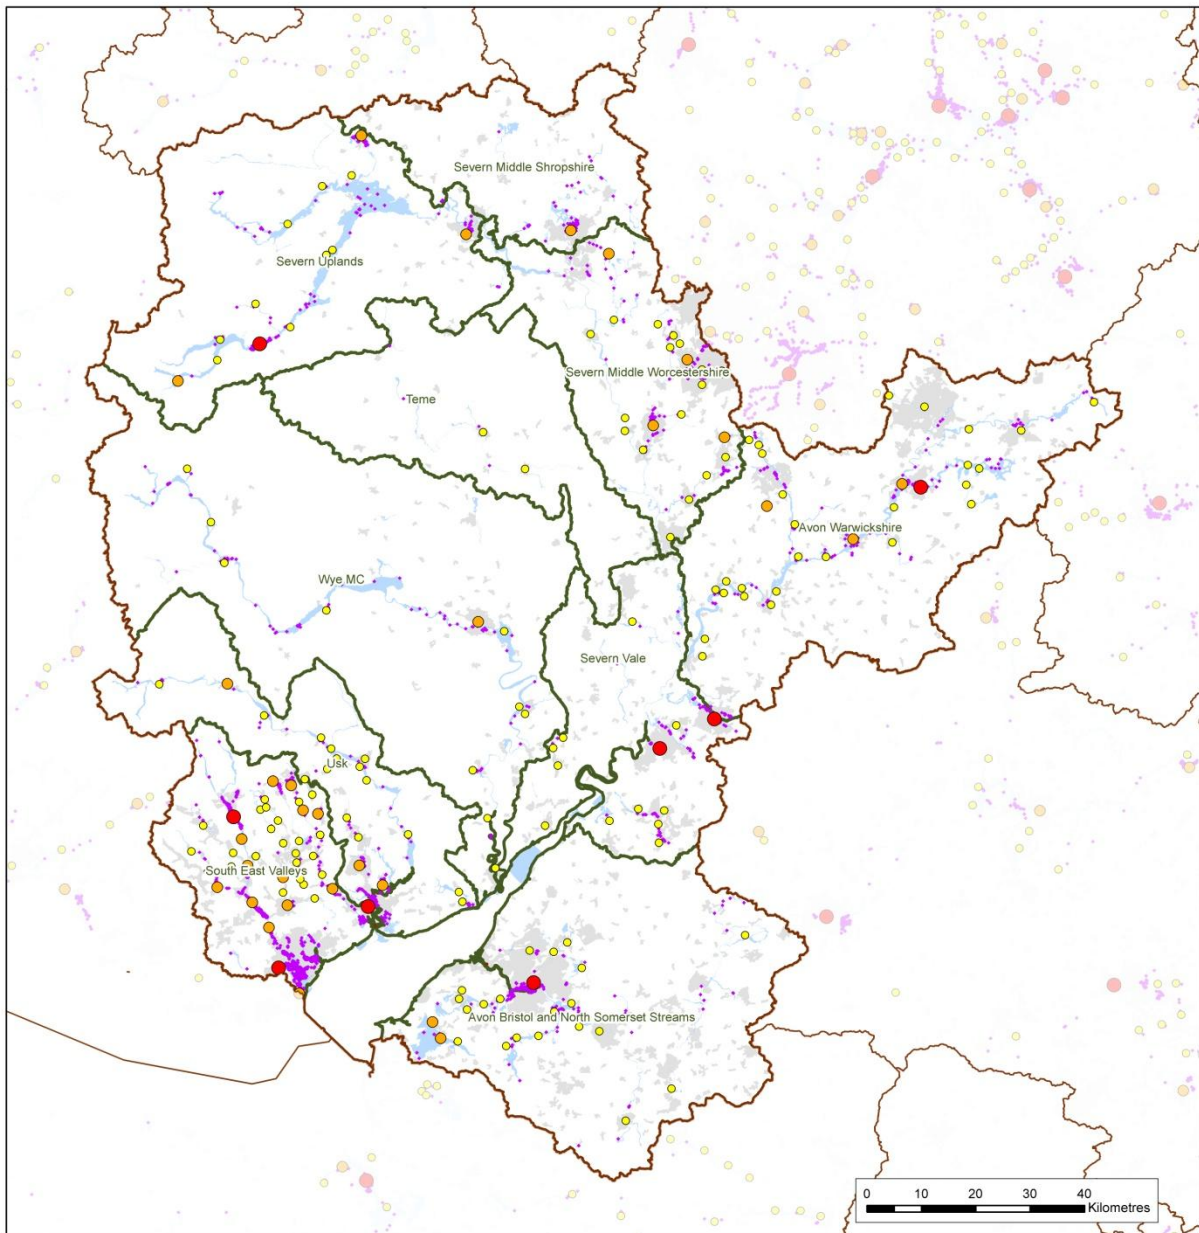 Severn Middle Shropshire
Severn Uplands
Severn Middle Worcestershire
Teme
Avon Warwickshire
Wye MC
Severn Vale
Usk
South East Valleys
Avon Bristol and North Somerset Streams
0 10 20 30 40
Kilometres